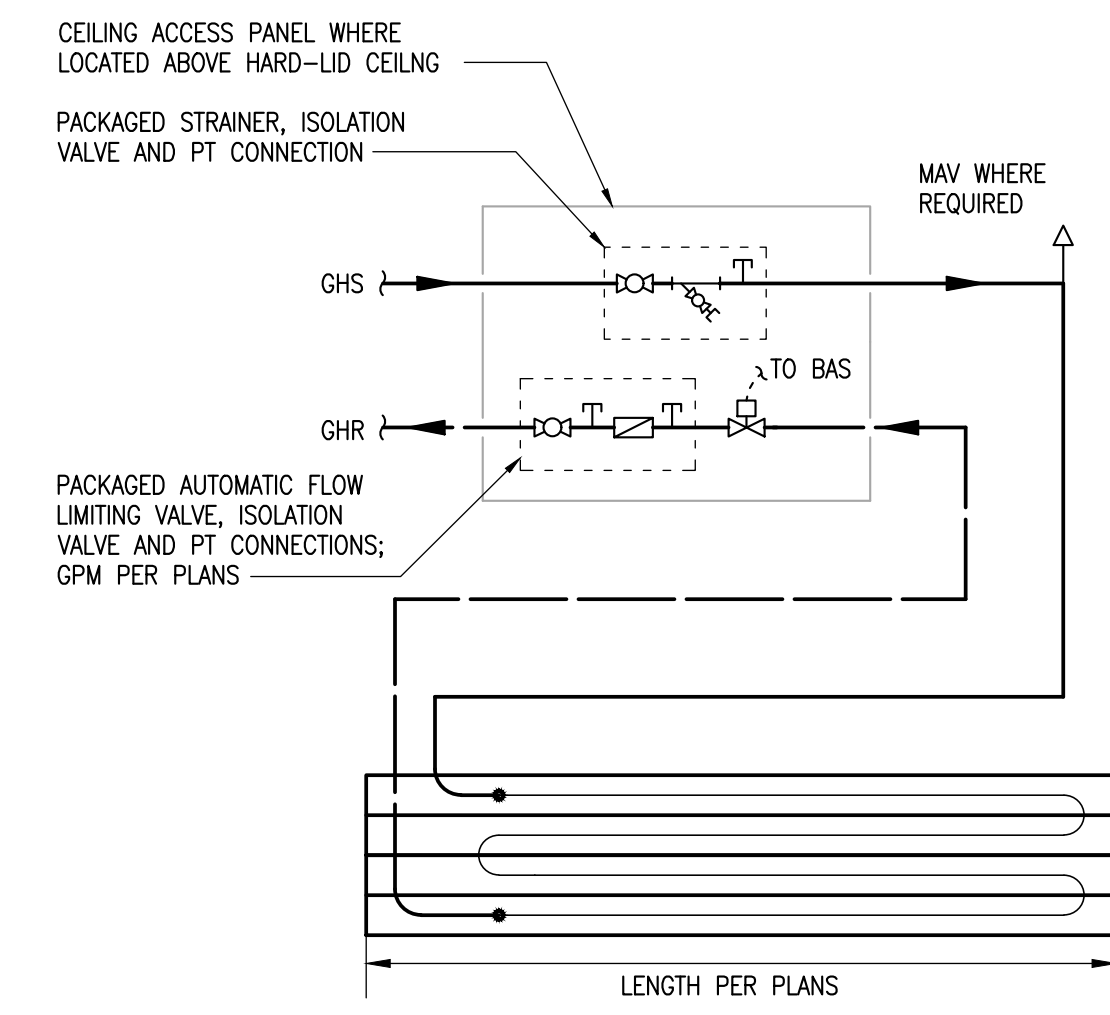 CEILING ACCESS PANEL WHERE
LOCATED ABOVE HARD-LID CEILNG
PACKAGED STRAINER, ISOLATION
VALVE AND PT CONNECTION
MAV WHERE
REQUIRED
GHS
TO BAS
GHR
PACKAGED AUTOMATIC FLOW
LIMITING VALVE, ISOLATION
VALVE AND PT CONNECTIONS;
GPM PER PLANS
LENGTH PER PLANS